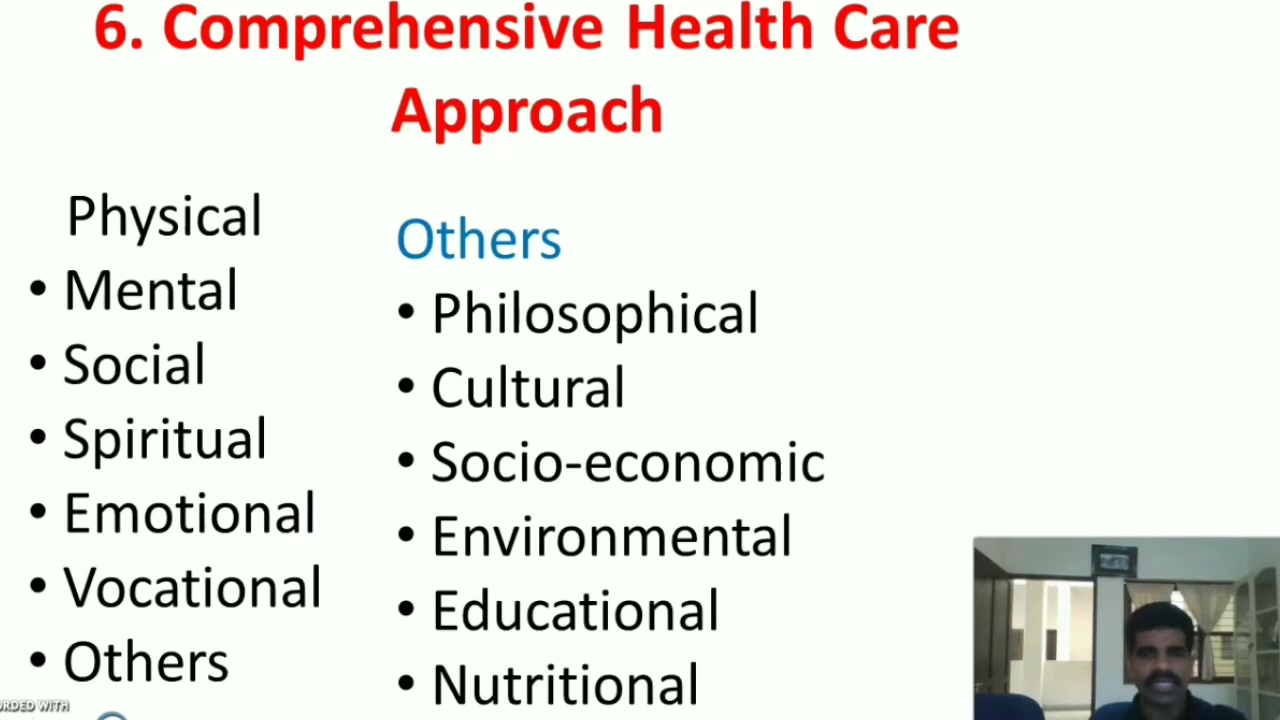 6. Comprehensive Health Care
Approach
Physical
• Mental
• Social
• Spiritual
• Emotional
• Vocational
• Others
Others
• Philosophical
• Cultural
• Socio-economic
• Environmental
• Educational
• Nutritional
WITH